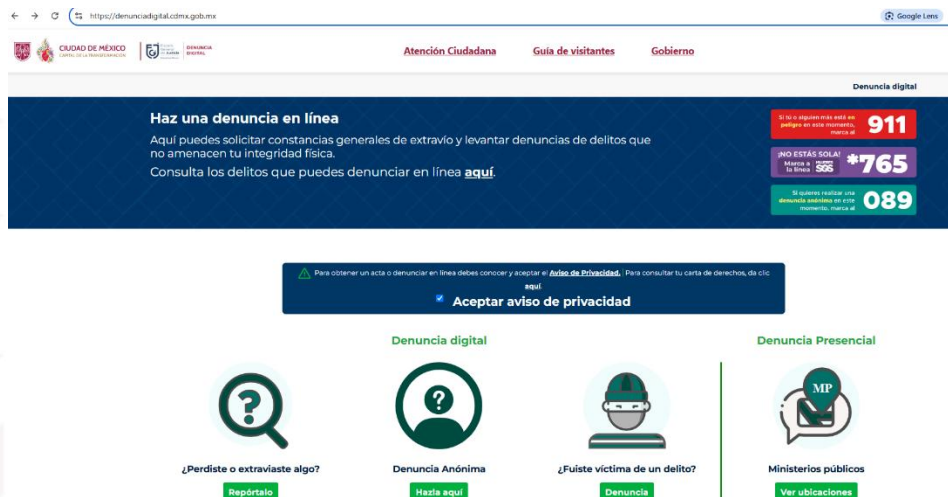 https://denunciadigital.cdmx.gob.mx
Google Lens
CIUDAD DE MÉXICO
CAPITAL DE LA TRANSFORMACIÓN
DENUNCIA
DIGITAL
Atención Ciudadana
Guía de visitantes
Gobierno
Denuncia digital
Haz una denuncia en línea
Aquí puedes solicitar constancias generales de extravío y levantar denuncias de delitos que
no amenacen tu integridad física.
Consulta los delitos que puedes denunciar en línea aquí.
Si tú o alguien más está en
peligro en este momento,
marca al
911
¡NO ESTÁS SOLA!
Marca a
la línea
SOS
*765
Si quieres realizar una
denuncia anónima en este
momento, marca al
089
Para obtener un acta o denunciar en línea debes conocer y aceptar el Aviso de Privacidad. Para consultar tu carta de derechos, da clic
aquí.
Aceptar aviso de privacidad
Denuncia digital
Denuncia Presencial
MP
¿Perdiste o extraviaste algo?
Denuncia Anónima
¿Fuiste víctima de un delito?
Ministerios públicos
Repórtalo
Hazla aquí
Denuncia
Ver ubicaciones